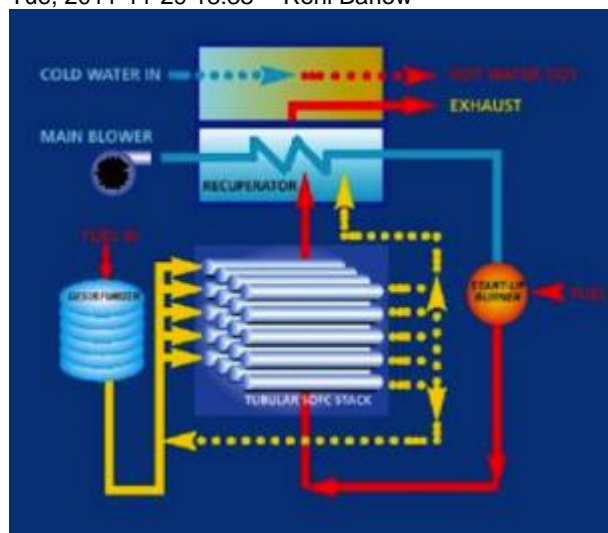 COLD WATER IN
HOT WATER OUT
EXHAUST
MAIN BLOWER
RECUPERATOR
FUEL IN
DESULFURIZER
START-UP
BURNER
FUEL
TUBULAR SOFC STACK